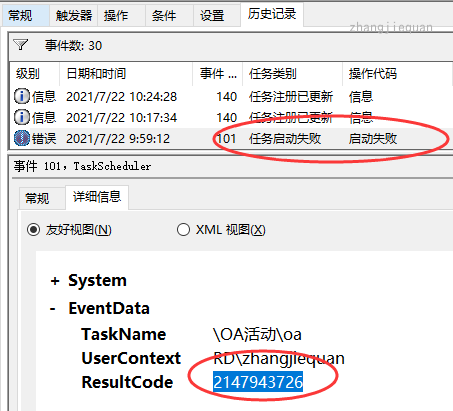 常规 触发器 操作 条件 设置 历史记录
zhangjiequan
事件数: 30
级别 日期和时间 事件 ... 任务类别 操作代码
信息 2021/7/22 10:24:28 140 任务注册已更新 信息
信息 2021/7/22 10:17:34 140 任务注册已更新 信息
错误 2021/7/22 9:59:12 101 任务启动失败 启动失败
事件 101，TaskScheduler
常规 详细信息
友好视图(N) XML 视图(X)
+ System
- EventData
TaskName \OA活动\oa
UserContext RD\zhangjiequan
ResultCode 2147943726